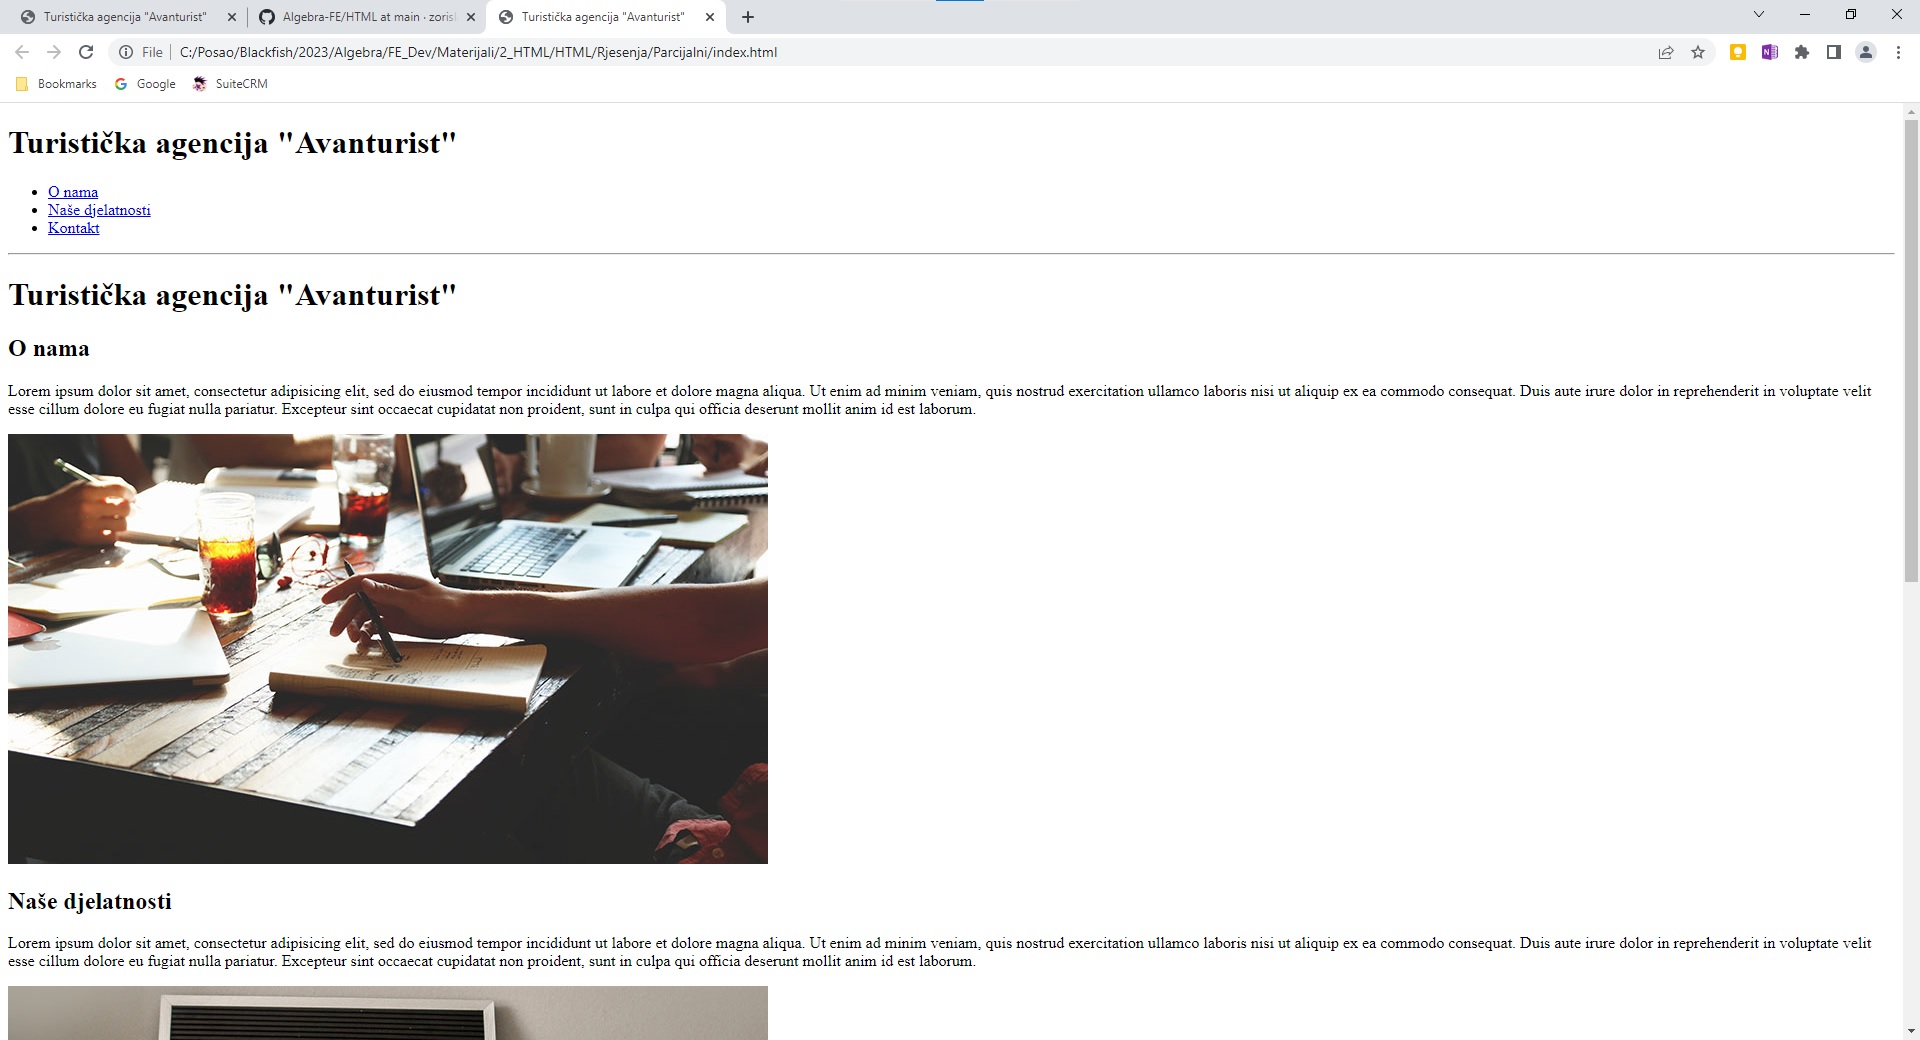 Turistička agencija "Avanturist"
Algebra-FE/HTML at main · zoris
Turistička agencija "Avanturist"
File
C:/Posao/Blackfish/2023/Algebra/FE_Dev/Materijali/2_HTML/HTML/Rjesenja/Parcijalni/index.html
Bookmarks
Google
SuiteCRM
Turistička agencija "Avanturist"
O nama
Naše djelatnosti
Kontakt
Turistička agencija "Avanturist"
O nama
Lorem ipsum dolor sit amet, consectetur adipisicing elit, sed do eiusmod tempor incididunt ut labore et dolore magna aliqua. Ut enim ad minim veniam, quis nostrud exercitation ullamco laboris nisi ut aliquip ex ea commodo consequat. Duis aute irure dolor in reprehenderit in voluptate velit
esse cillum dolore eu fugiat nulla pariatur. Excepteur sint occaecat cupidatat non proident, sunt in culpa qui officia deserunt mollit anim id est laborum.
Naše djelatnosti
Lorem ipsum dolor sit amet, consectetur adipisicing elit, sed do eiusmod tempor incididunt ut labore et dolore magna aliqua. Ut enim ad minim veniam, quis nostrud exercitation ullamco laboris nisi ut aliquip ex ea commodo consequat. Duis aute irure dolor in reprehenderit in voluptate velit
esse cillum dolore eu fugiat nulla pariatur. Excepteur sint occaecat cupidatat non proident, sunt in culpa qui officia deserunt mollit anim id est laborum.